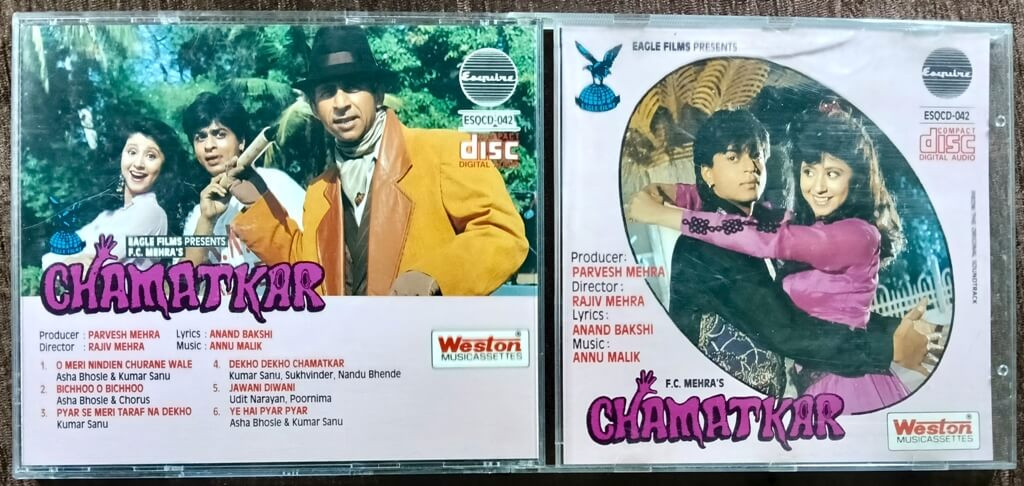 Esquire
ESQCD-042
COMPACT
disc
DIGITAL AUDIO
EAGLE FILMS PRESENTS
F.C. MEHRA'S
CHAMATKAR
Producer : PARVESH MEHRA
Director : RAJIV MEHRA
Lyrics : ANAND BAKSHI
Music : ANNU MALIK
Weston
MUSICASSETTES
1. O MERI NINDIEN CHURANE WALE
Asha Bhosle & Kumar Sanu
2. BICHHOO O BICHHOO
Asha Bhosle & Chorus
3. PYAR SE MERI TARAF NA DEKHO
Kumar Sanu
4. DEKHO DEKHO CHAMATKAR
Kumar Sanu, Sukhvinder, Nandu Bhende
5. JAWANI DIWANI
Udit Narayan, Poornima
6. YE HAI PYAR PYAR
Asha Bhosle & Kumar Sanu
EAGLE FILMS PRESENTS
EAGLE FILMS
Esquire
ESQCD-042
COMPACT
disc
DIGITAL AUDIO
Producer:
PARVESH MEHRA
Director :
RAJIV MEHRA
Lyrics:
ANAND BAKSHI
Music :
ANNU MALIK
F.C. MEHRA'S
CHAMATKAR
Weston
MUSICASSETTES